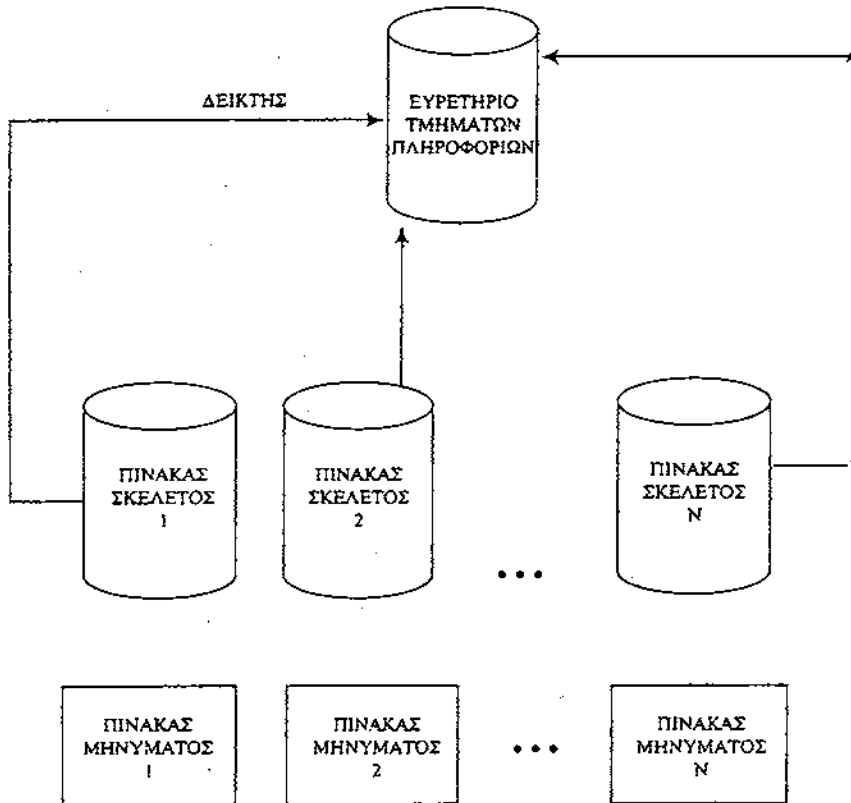 ΔΕΙΚΤΗΣ
ΕΥΡΕΤΗΡΙΟ
ΤΜΗΜΑΤΩΝ
ΠΛΗΡΟΦΟΡΙΩΝ
ΠΙΝΑΚΑΣ
ΣΚΕΛΕΤΟΣ
1
ΠΙΝΑΚΑΣ
ΣΚΕΛΕΤΟΣ
2
ΠΙΝΑΚΑΣ
ΣΚΕΛΕΤΟΣ
Ν
ΠΙΝΑΚΑΣ
ΜΗΝΥΜΑΤΟΣ
1
ΠΙΝΑΚΑΣ
ΜΗΝΥΜΑΤΟΣ
2
ΠΙΝΑΚΑΣ
ΜΗΝΥΜΑΤΟΣ
Ν